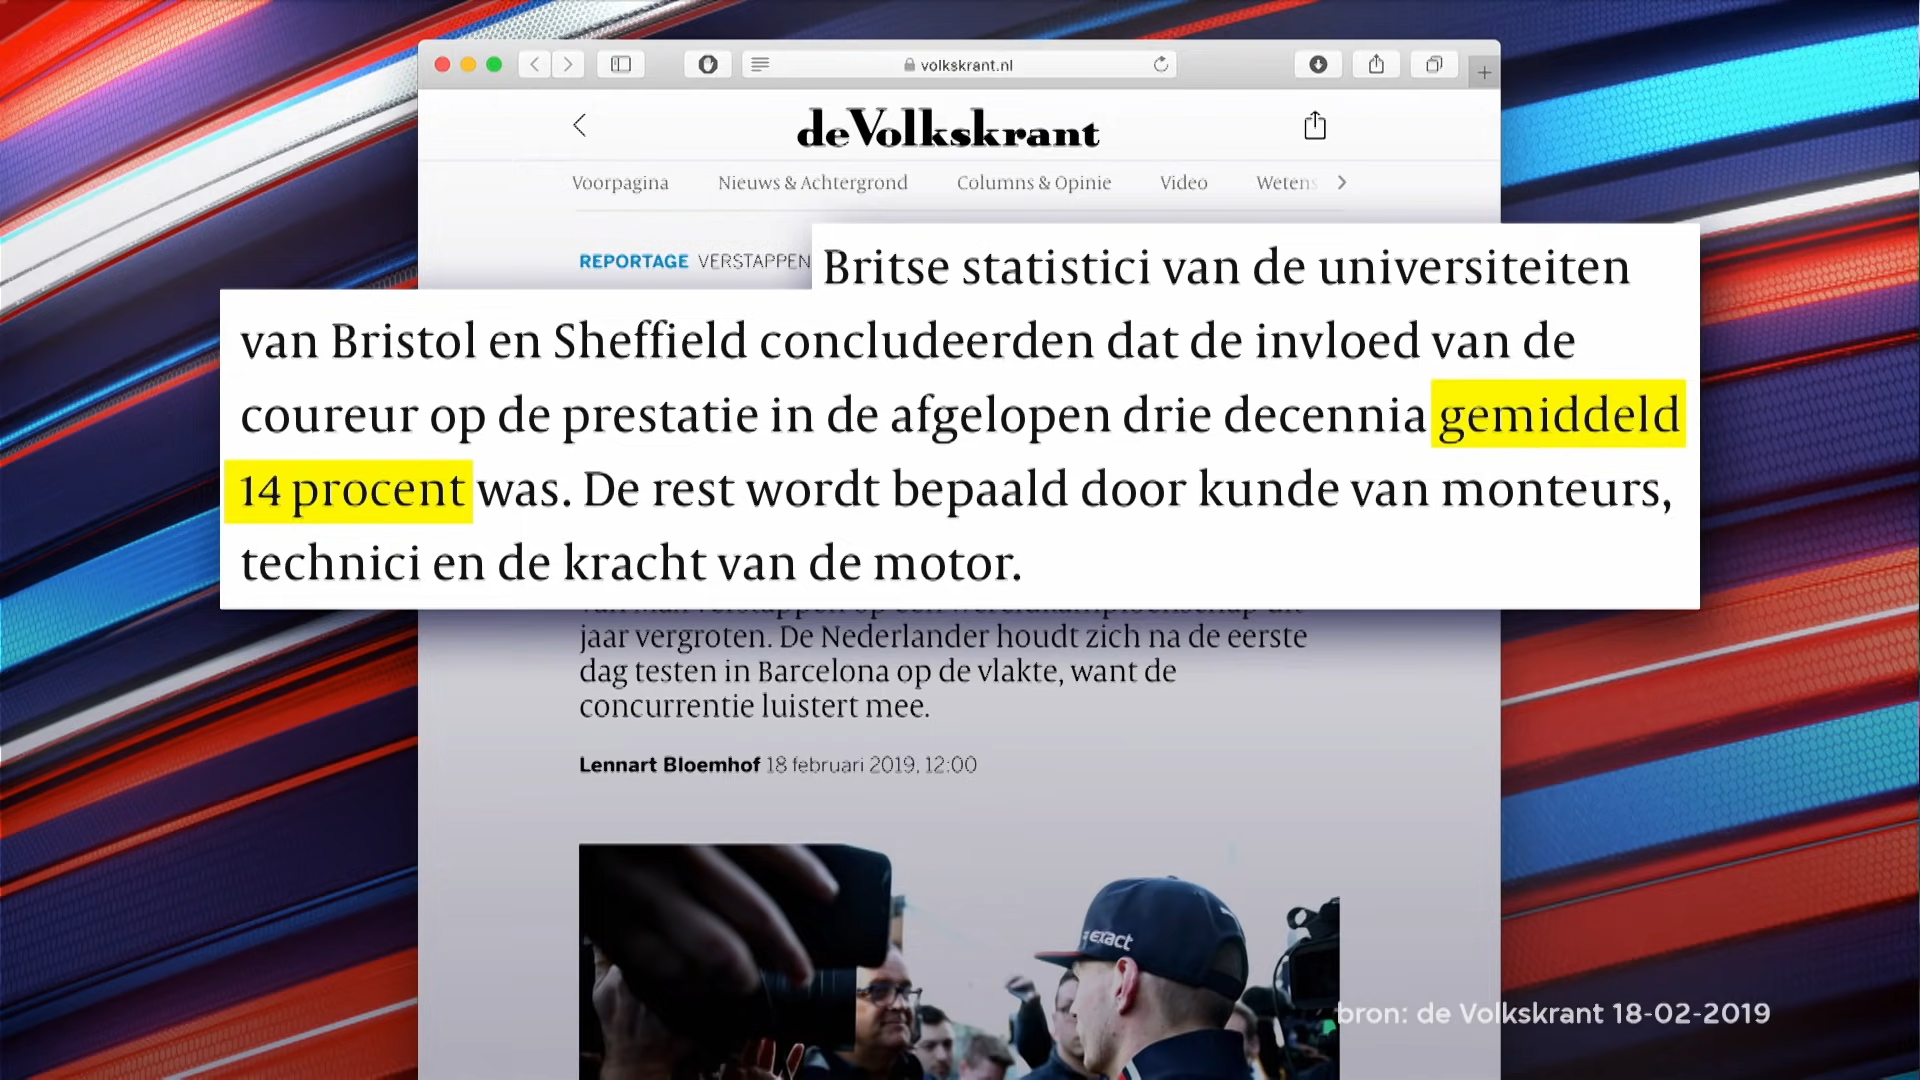 volkskrant.nl
deVolkskrant
Voorpagina Nieuws & Achtergrond Columns & Opinie Video Wetens
REPORTAGE VERSTAPPEN
Britse statistici van de universiteiten
van Bristol en Sheffield concludeerden dat de invloed van de
coureur op de prestatie in de afgelopen drie decennia gemiddeld
14 procent was. De rest wordt bepaald door kunde van monteurs,
technici en de kracht van de motor.
jaar vergroten. De Nederlander houdt zich na de eerste
dag testen in Barcelona op de vlakte, want de
concurrentie luistert mee.
Lennart Bloemhof 18 februari 2019, 12:00
exact
bron: de Volkskrant 18-02-2019